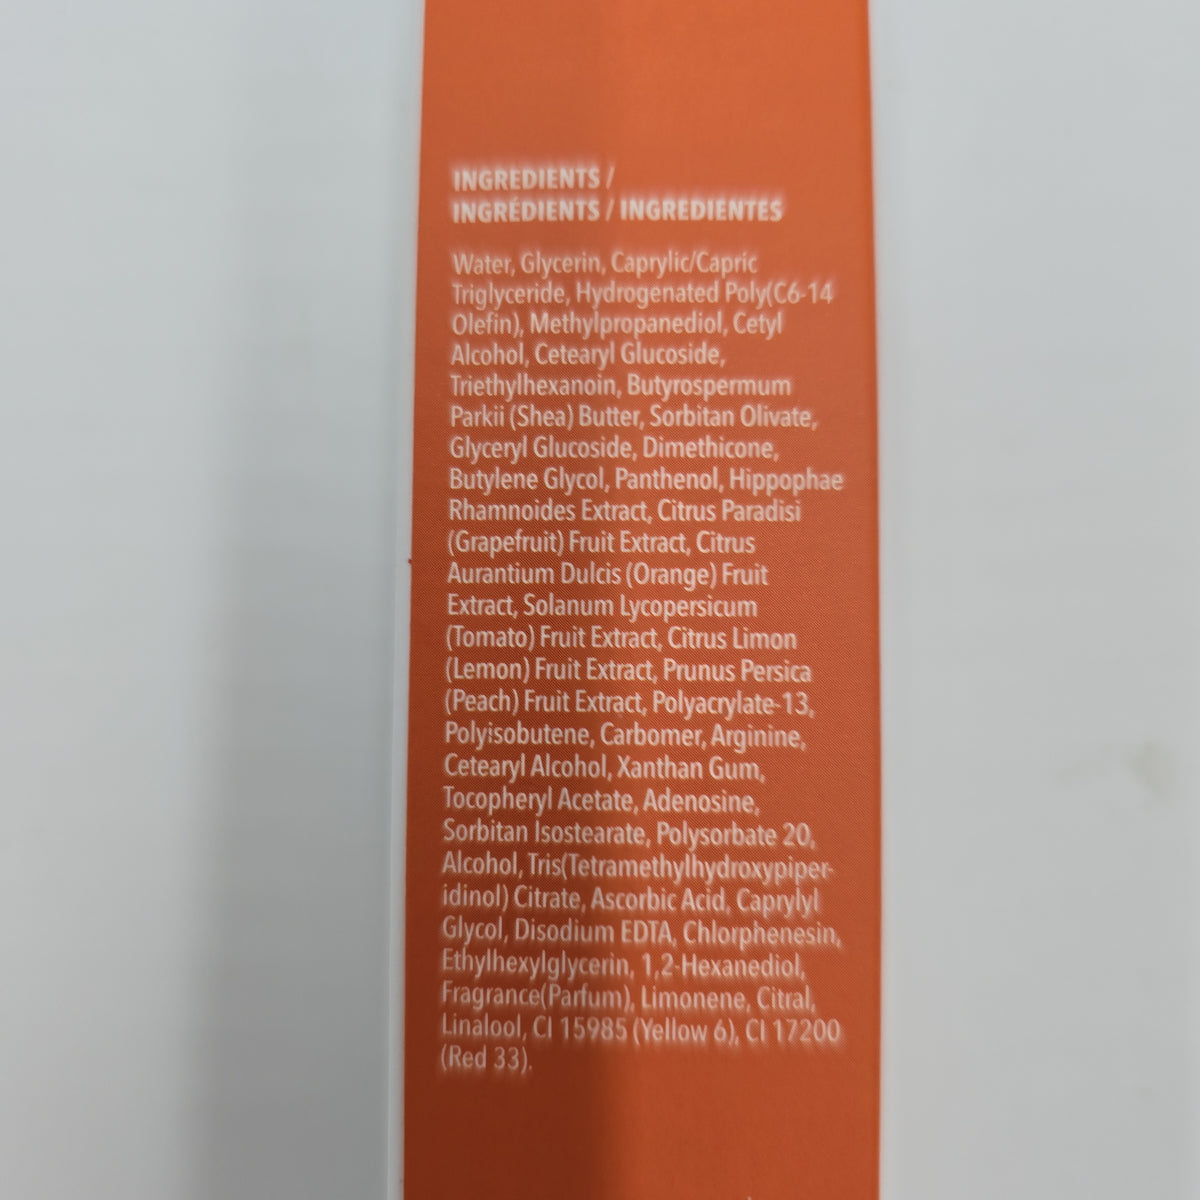 INGREDIENTS /
INGRÉDIENTS / INGREDIENTES
Water, Glycerin, Caprylic/Capric
Triglyceride, Hydrogenated Poly(C6-14
Olefin), Methylpropanediol, Cetyl
Alcohol, Cetearyl Glucoside,
Triethylhexanoin, Butyrospermum
Parkii (Shea) Butter, Sorbitan Olivate,
Glyceryl Glucoside, Dimethicone,
Butylene Glycol, Panthenol, Hippophae
Rhamnoides Extract, Citrus Paradisi
(Grapefruit) Fruit Extract, Citrus
Aurantium Dulcis (Orange) Fruit
Extract, Solanum Lycopersicum
(Tomato) Fruit Extract, Citrus Limon
(Lemon) Fruit Extract, Prunus Persica
(Peach) Fruit Extract, Polyacrylate-13,
Polyisobutene, Carbomer, Arginine,
Cetearyl Alcohol, Xanthan Gum,
Tocopheryl Acetate, Adenosine,
Sorbitan Isostearate, Polysorbate 20,
Alcohol, Tris(Tetramethylhydroxypiper-
idinol) Citrate, Ascorbic Acid, Caprylyl
Glycol, Disodium EDTA, Chlorphenesin,
Ethylhexylglycerin, 1,2-Hexanediol,
Fragrance(Parfum), Limonene, Citral,
Linalool, CI 15985 (Yellow 6), CI 17200
(Red 33).